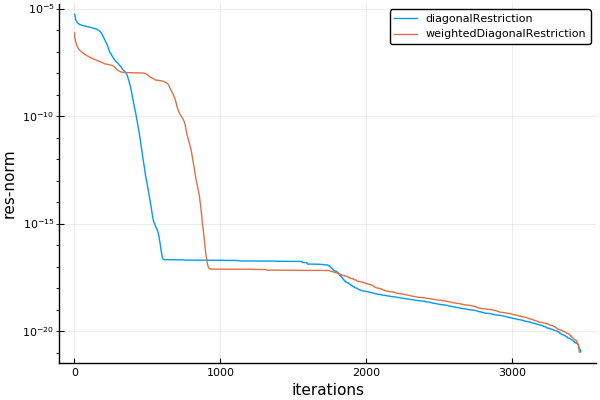 10⁻⁵
diagonalRestriction
weightedDiagonalRestriction
10⁻¹⁰
res-norm
10⁻¹⁵
10⁻²⁰
0 1000 2000 3000
iterations